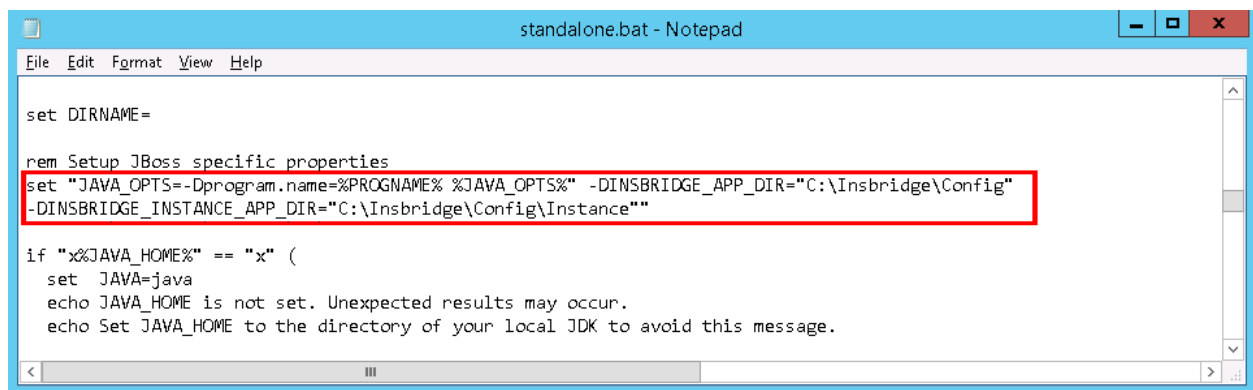 standalone.bat - Notepad
File Edit Format View Help
set DIRNAME=
rem Setup JBoss specific properties
set "JAVA_OPTS=-Dprogram.name=%PROGNAME% %JAVA_OPTS%" -DINSBRIDGE_APP_DIR="C:\Insbridge\Config"
-DINSBRIDGE_INSTANCE_APP_DIR="C:\Insbridge\Config\Instance""
if "x%JAVA_HOME%" == "x" (
  set  JAVA=java
  echo JAVA_HOME is not set. Unexpected results may occur.
  echo Set JAVA_HOME to the directory of your local JDK to avoid this message.